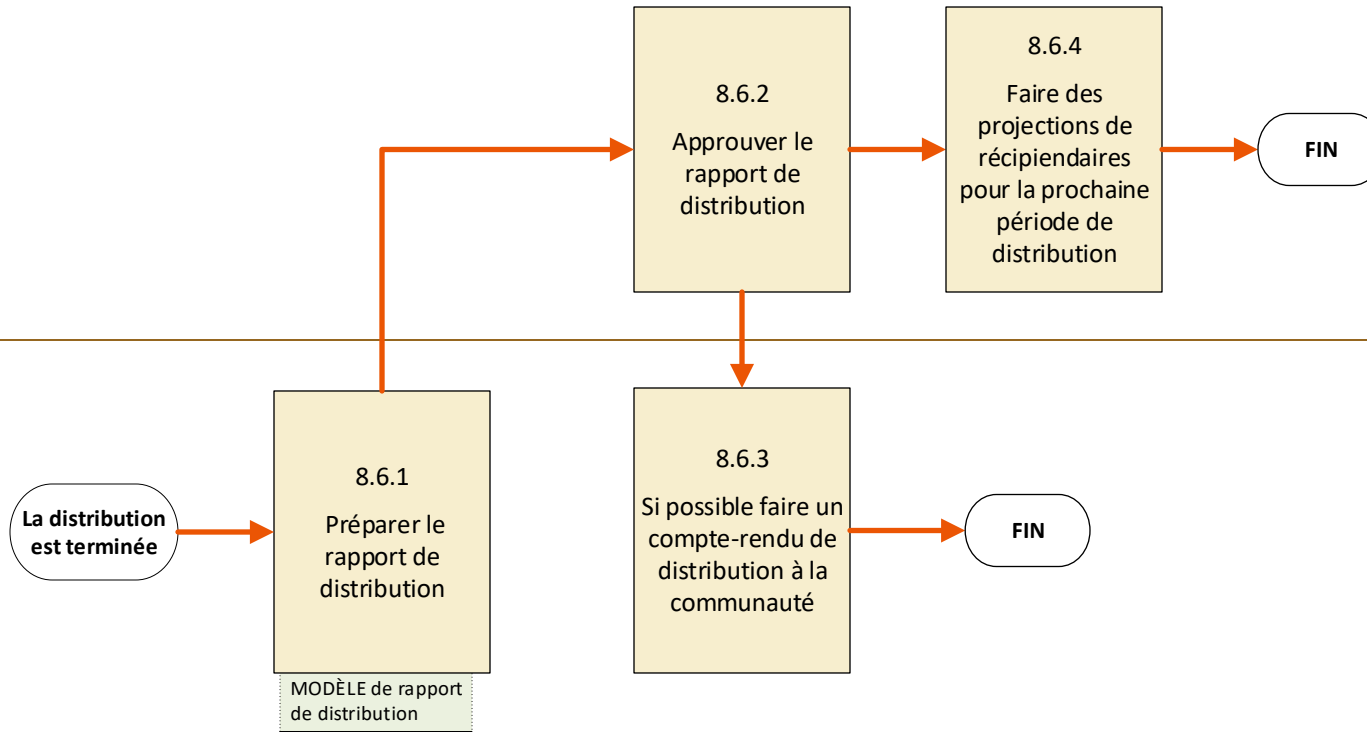 8.6.2
Approuver le
rapport de
distribution
8.6.4
Faire des
projections de
récipiendaires
pour la prochaine
période de
distribution
FIN
La distribution
est terminée
8.6.1
Préparer le
rapport de
distribution
MODÈLE de rapport
de distribution
8.6.3
Si possible faire un
compte-rendu de
distribution à la
communauté
FIN